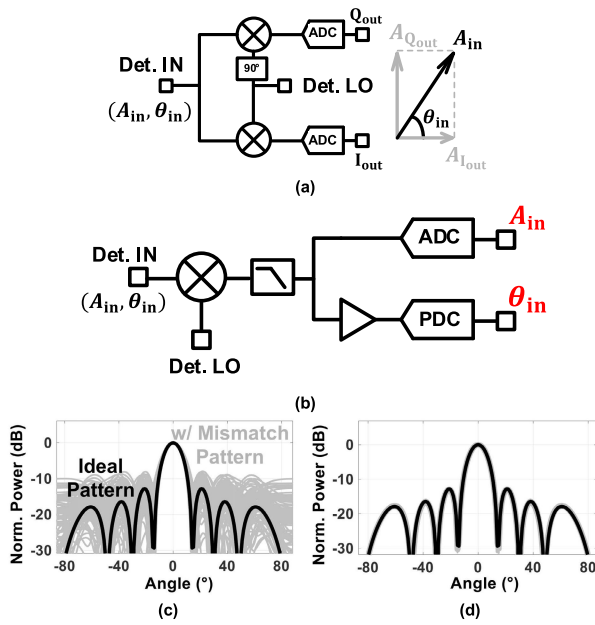 Q_out
ADC
90°
Det. IN
(A_in, θ_in)
Det. LO
ADC
I_out
A_Qout
A_in
θ_in
A_Iout
(a)
Det. IN
(A_in, θ_in)
Det. LO
ADC
A_in
PDC
θ_in
(b)
(c)
Norm. Power (dB)
0
-10
-20
-30
w/ Mismatch
Pattern
Ideal
Pattern
-80 -40 0 40 80
Angle (°)
(c)
Norm. Power (dB)
0
-10
-20
-30
-80 -40 0 40 80
Angle (°)
(d)